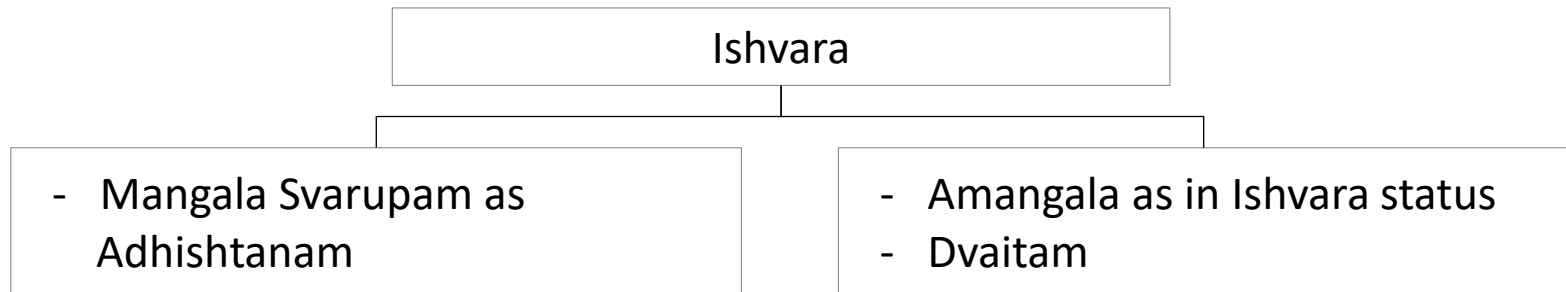 Ishvara
- Mangala Svarupam as
Adhishtanam
- Amangala as in Ishvara status
- Dvaitam